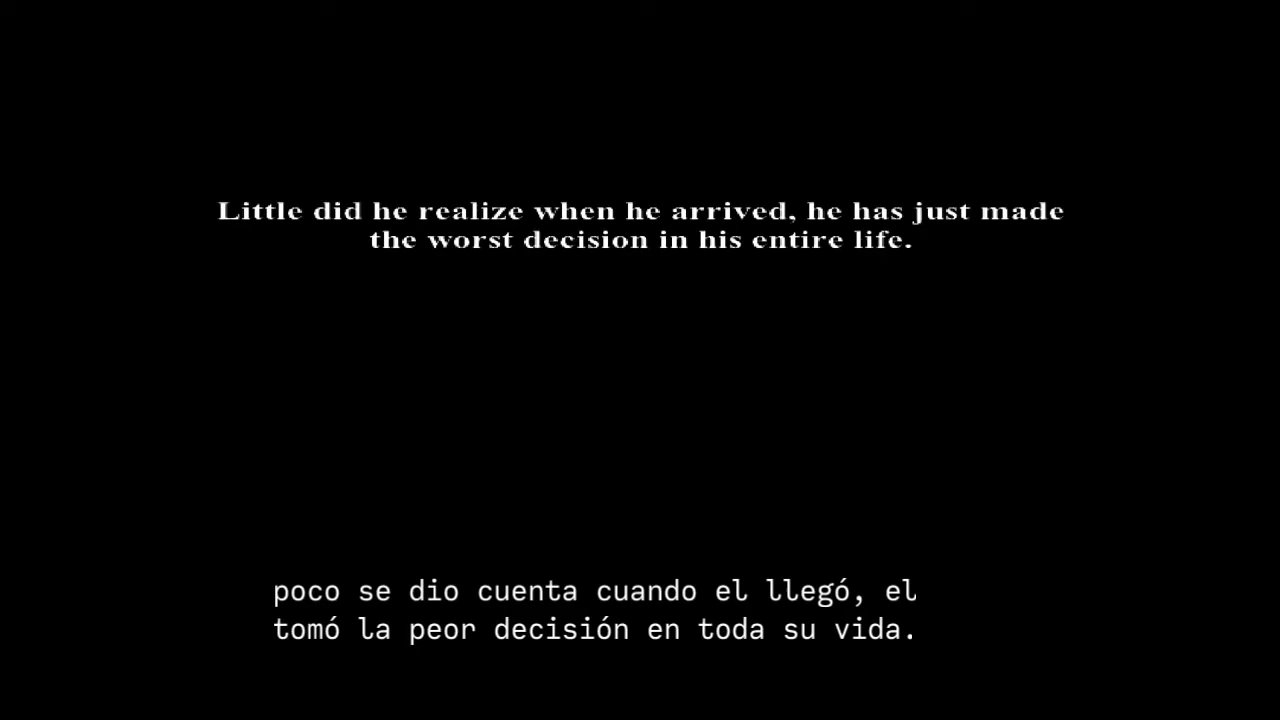 Little did he realize when he arrived, he has just made
the worst decision in his entire life.
poco se dio cuenta cuando el llegó, el
tomó la peor decisión en toda su vida.